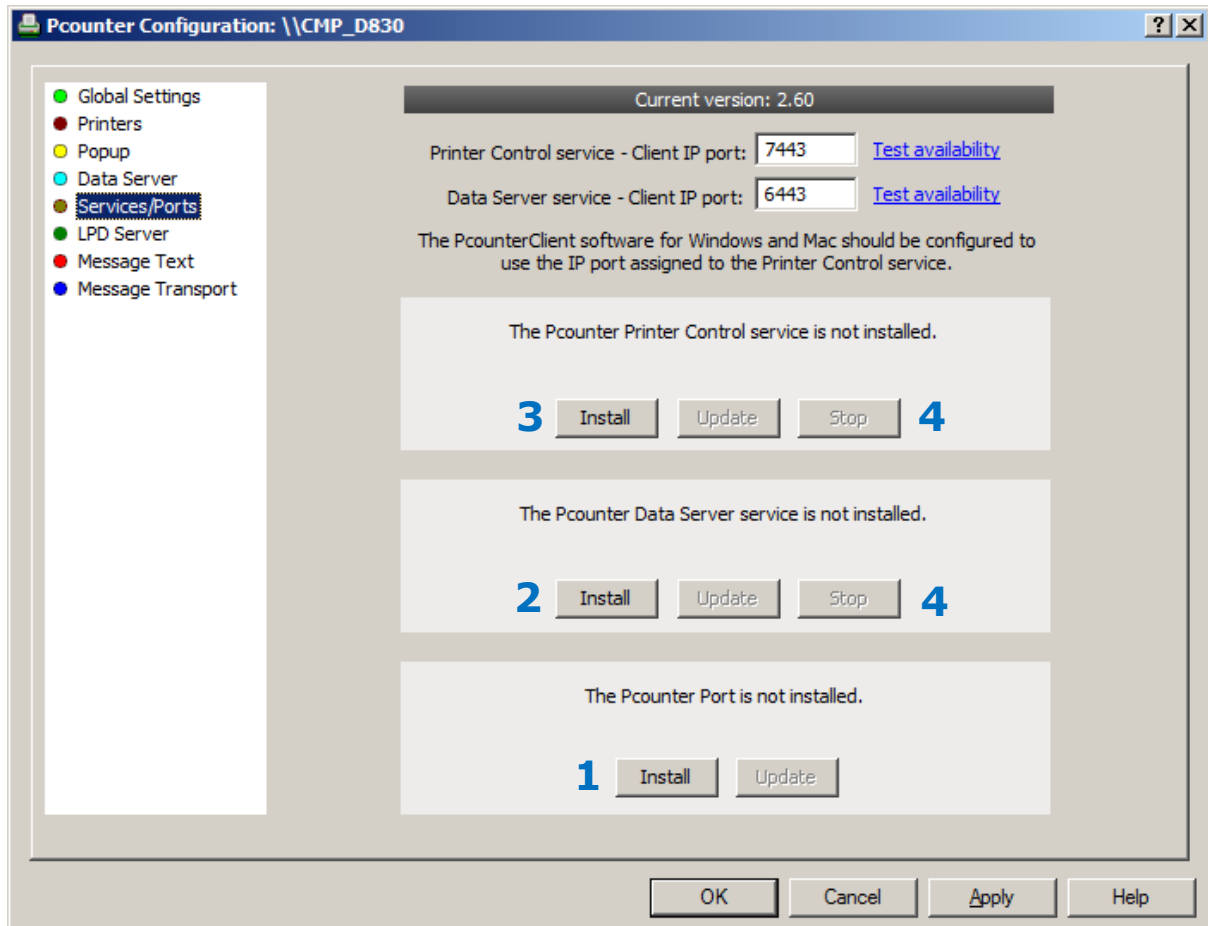 Pcounter Configuration: \\CMP_D830
? X
Global Settings
Printers
Popup
Data Server
Services/Ports
LPD Server
Message Text
Message Transport
Current version: 2.60
Printer Control service - Client IP port: 7443 Test availability
Data Server service - Client IP port: 6443 Test availability
The PcounterClient software for Windows and Mac should be configured to
use the IP port assigned to the Printer Control service.
The Pcounter Printer Control service is not installed.
3 Install Update Stop 4
The Pcounter Data Server service is not installed.
2 Install Update Stop 4
The Pcounter Port is not installed.
1 Install Update
OK Cancel Apply Help